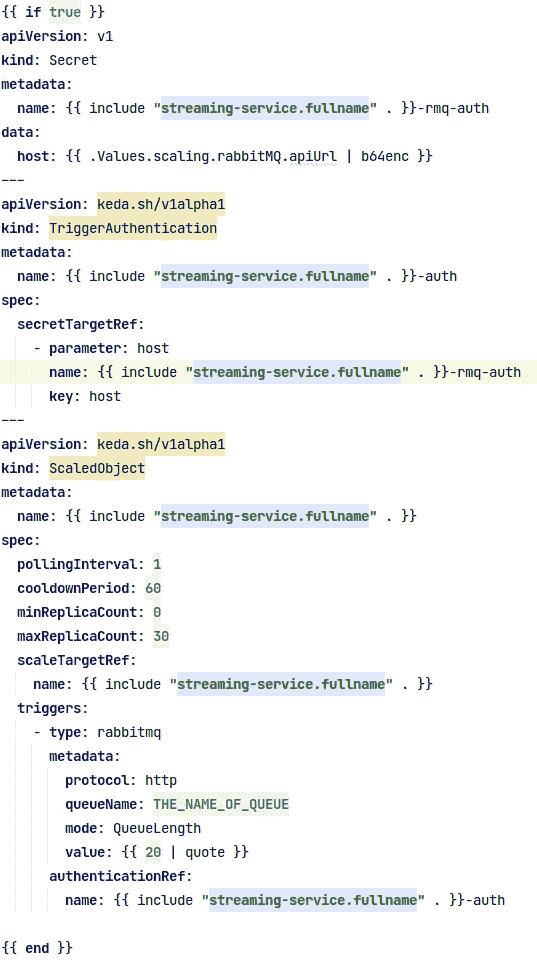 {{ if true }}
apiVersion: v1
kind: Secret
metadata:
  name: {{ include "streaming-service.fullname" . }}-rmq-auth
data:
  host: {{ .Values.scaling.rabbitMQ.apiUrl | b64enc }}
---
apiVersion: keda.sh/v1alpha1
kind: TriggerAuthentication
metadata:
  name: {{ include "streaming-service.fullname" . }}-auth
spec:
  secretTargetRef:
    - parameter: host
      name: {{ include "streaming-service.fullname" . }}-rmq-auth
      key: host
---
apiVersion: keda.sh/v1alpha1
kind: ScaledObject
metadata:
  name: {{ include "streaming-service.fullname" . }}
spec:
  pollingInterval: 1
  cooldownPeriod: 60
  minReplicaCount: 0
  maxReplicaCount: 30
  scaleTargetRef:
    name: {{ include "streaming-service.fullname" . }}
  triggers:
    - type: rabbitmq
      metadata:
        protocol: http
        queueName: THE_NAME_OF_QUEUE
        mode: QueueLength
        value: {{ 20 | quote }}
      authenticationRef:
        name: {{ include "streaming-service.fullname" . }}-auth

{{ end }}